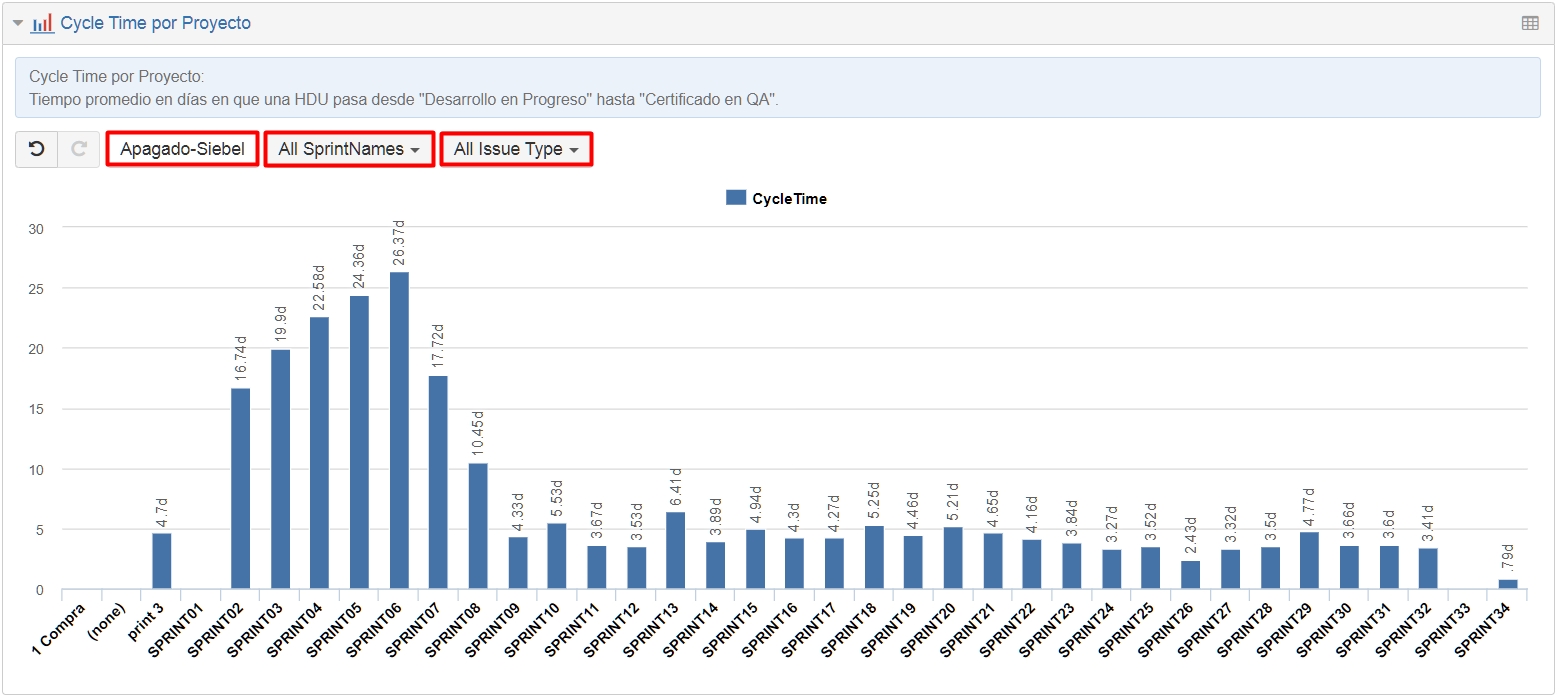 Cycle Time por Proyecto
Cycle Time por Proyecto:
Tiempo promedio en días en que una HDU pasa desde "Desarrollo en Progreso" hasta "Certificado en QA".
Apagado-Siebel All SprintNames All Issue Type
CycleTime
30
25
20
15
10
5
0
4.7d
16.74d
19.9d
22.58d
24.36d
26.37d
17.72d
10.45d
4.33d
5.53d
3.67d
3.53d
6.41d
3.89d
4.94d
4.3d
4.27d
5.25d
4.46d
5.21d
4.65d
4.16d
3.84d
3.27d
3.52d
2.43d
3.32d
3.5d
4.77d
3.66d
3.6d
3.41d
.79d
1 Compra
(none)
print 3
SPRINT01
SPRINT02
SPRINT03
SPRINT04
SPRINT05
SPRINT06
SPRINT07
SPRINT08
SPRINT09
SPRINT10
SPRINT11
SPRINT12
SPRINT13
SPRINT14
SPRINT15
SPRINT16
SPRINT17
SPRINT18
SPRINT19
SPRINT20
SPRINT21
SPRINT22
SPRINT23
SPRINT24
SPRINT25
SPRINT26
SPRINT27
SPRINT28
SPRINT29
SPRINT30
SPRINT31
SPRINT32
SPRINT33
SPRINT34